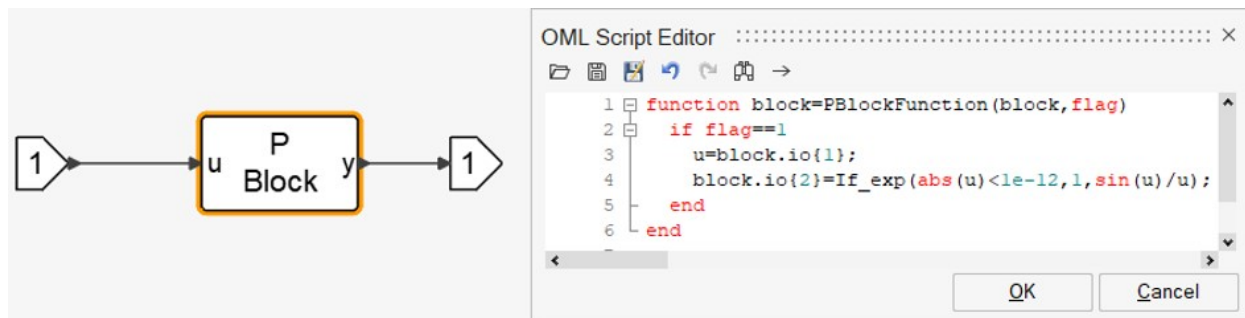 1
u
P
Block
y
1
OML Script Editor
1 function block=PBlockFunction(block,flag)
2 if flag==1
3 u=block.io{1};
4 block.io{2}=If_exp(abs(u)<1e-12,1,sin(u)/u);
5 end
6 end
OK
Cancel